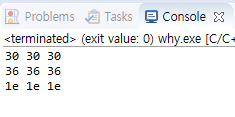 Problems Tasks Console
<terminated> (exit value: 0) why.exe [C/C+
30 30 30
36 36 36
1e 1e 1e